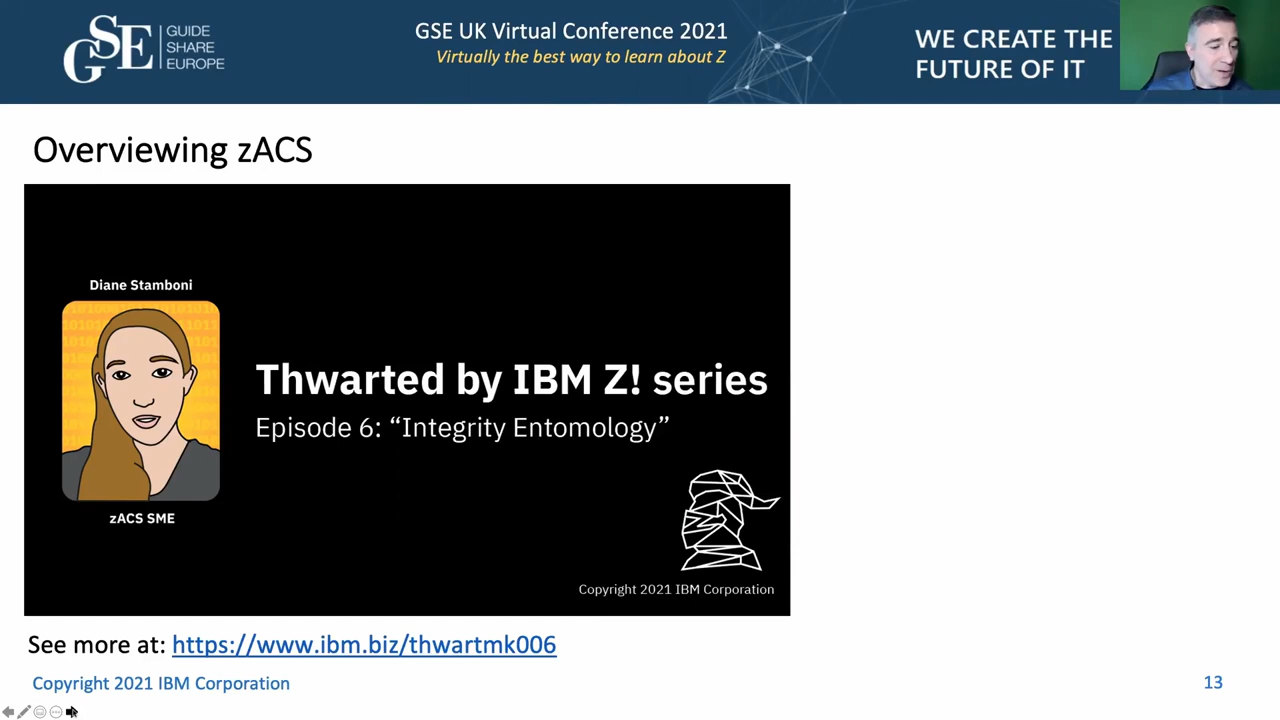 GSE
GUIDE
SHARE
EUROPE
GSE UK Virtual Conference 2021
Virtually the best way to learn about Z
WE CREATE THE
FUTURE OF IT
Overviewing zACS
Diane Stamboni
zACS SME
Thwarted by IBM Z! series
Episode 6: “Integrity Entomology”
Copyright 2021 IBM Corporation
See more at: https://www.ibm.biz/thwartmk006
Copyright 2021 IBM Corporation
13